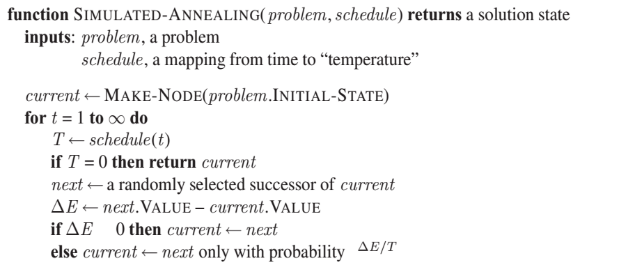 function SIMULATED-ANNEALING(problem, schedule) returns a solution state
inputs: problem, a problem
schedule, a mapping from time to “temperature”
current ← MAKE-NODE(problem.INITIAL-STATE)
for t = 1 to ∞ do
T ← schedule(t)
if T = 0 then return current
next ← a randomly selected successor of current
ΔE ← next.VALUE – current.VALUE
if ΔE 0 then current ← next
else current ← next only with probability ΔE/T